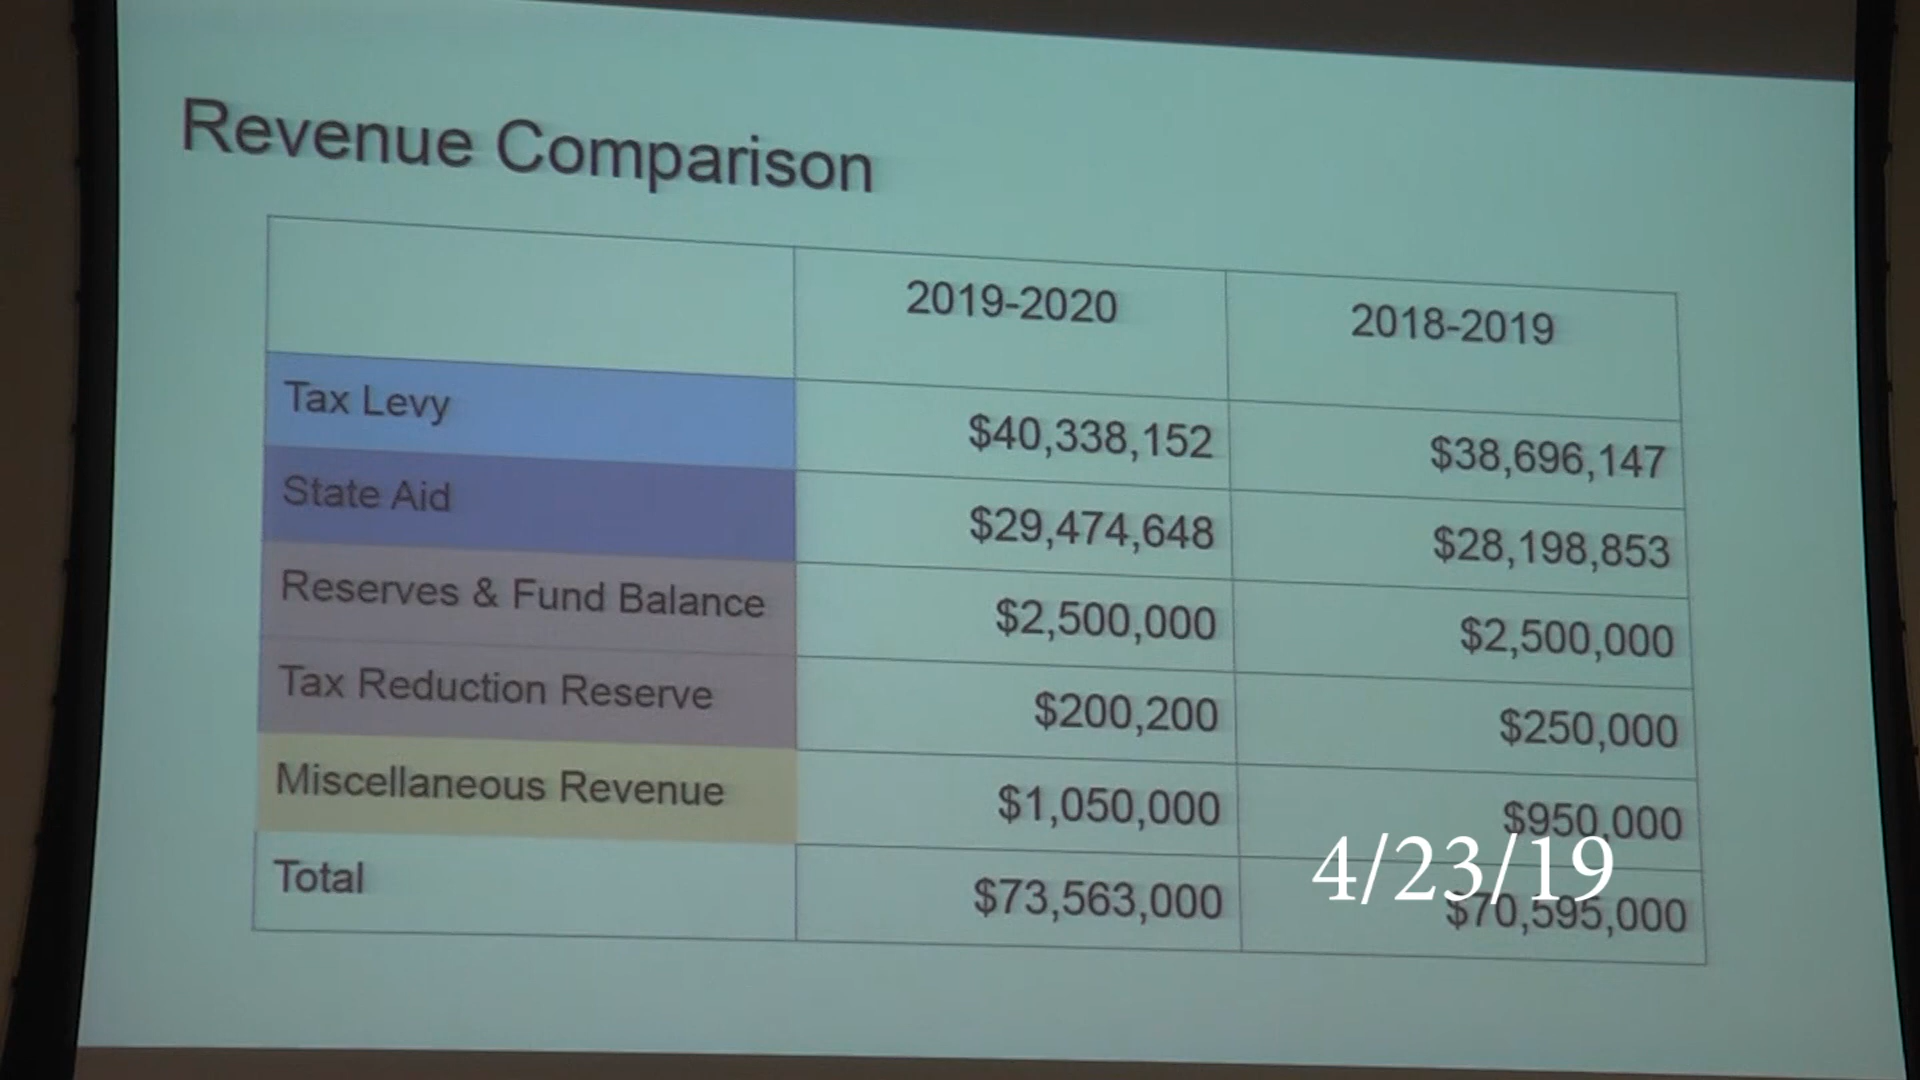 Revenue Comparison
2019-2020 2018-2019
Tax Levy $40,338,152 $38,696,147
State Aid $29,474,648 $28,198,853
Reserves & Fund Balance $2,500,000 $2,500,000
Tax Reduction Reserve $200,200 $250,000
Miscellaneous Revenue $1,050,000 $950,000
4/23/19
Total $73,563,000 $70,595,000